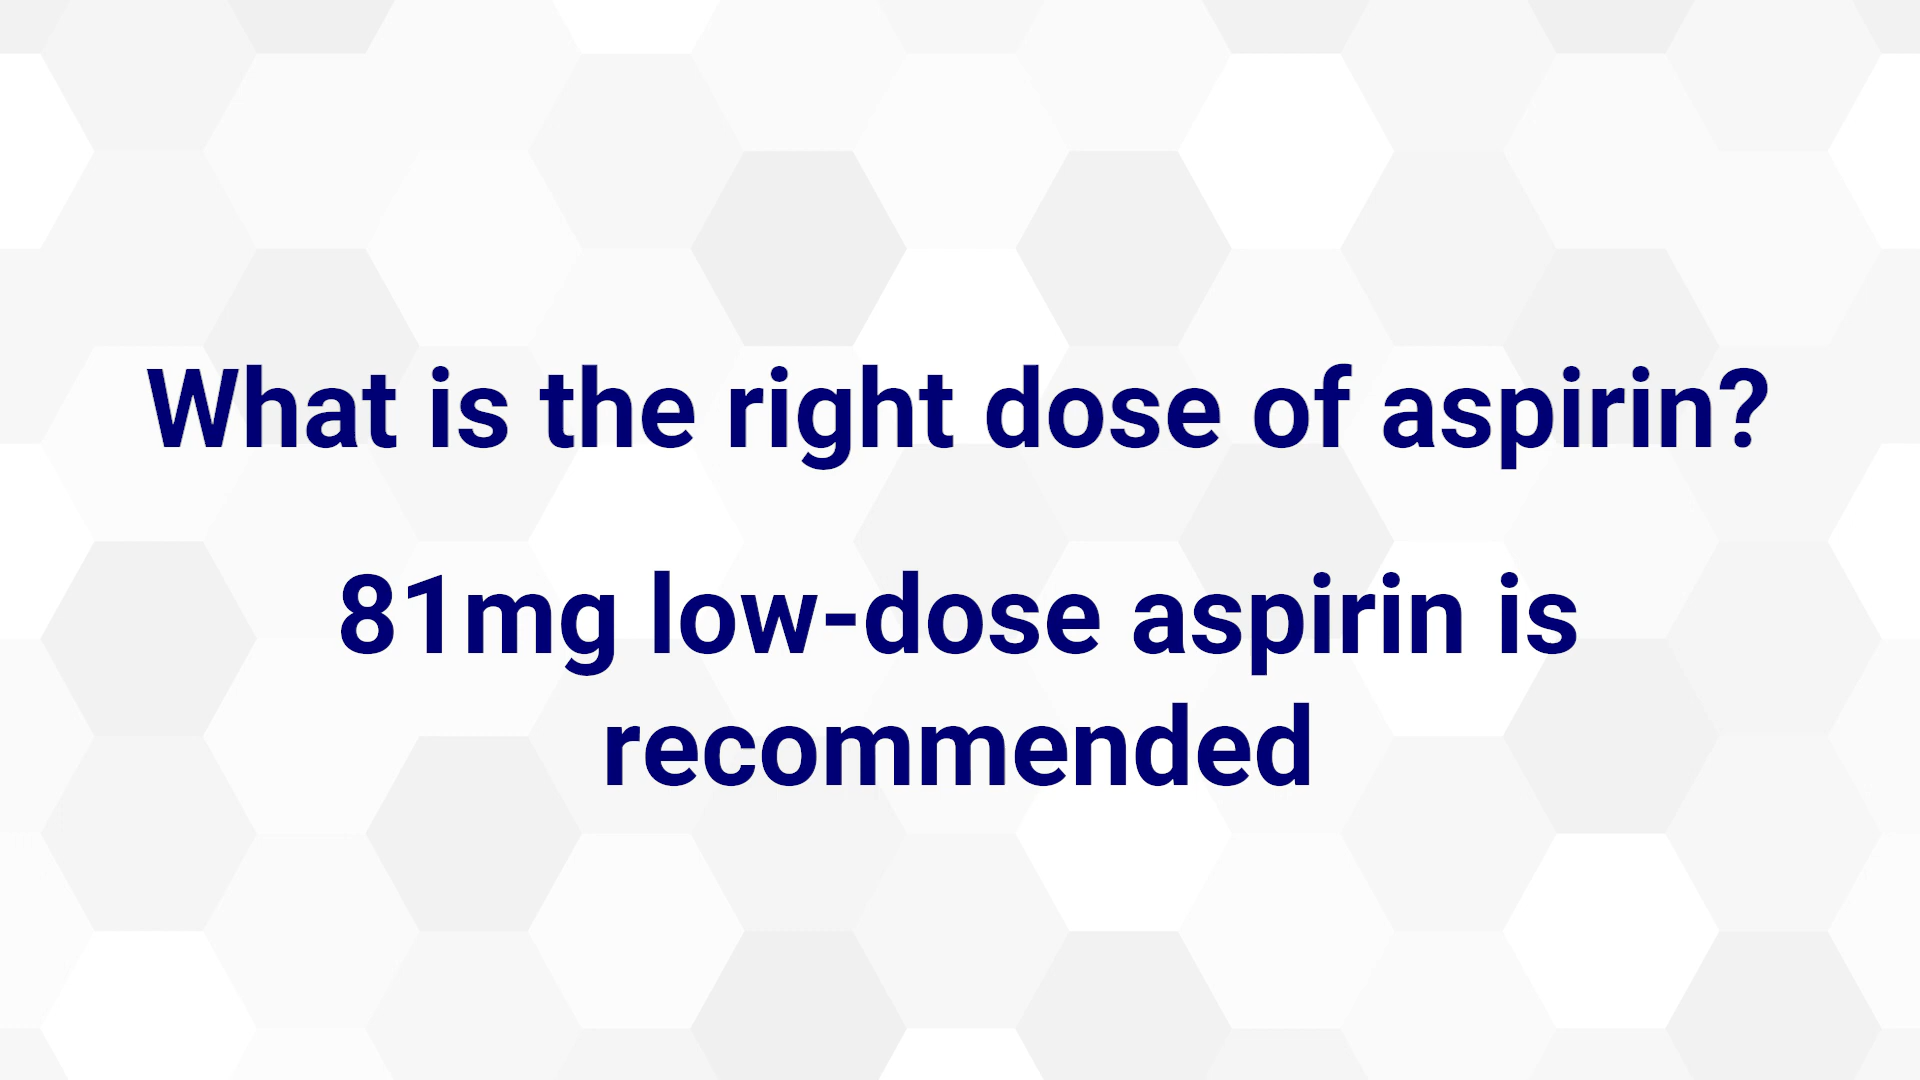 What is the right dose of aspirin?
81mg low-dose aspirin is
recommended